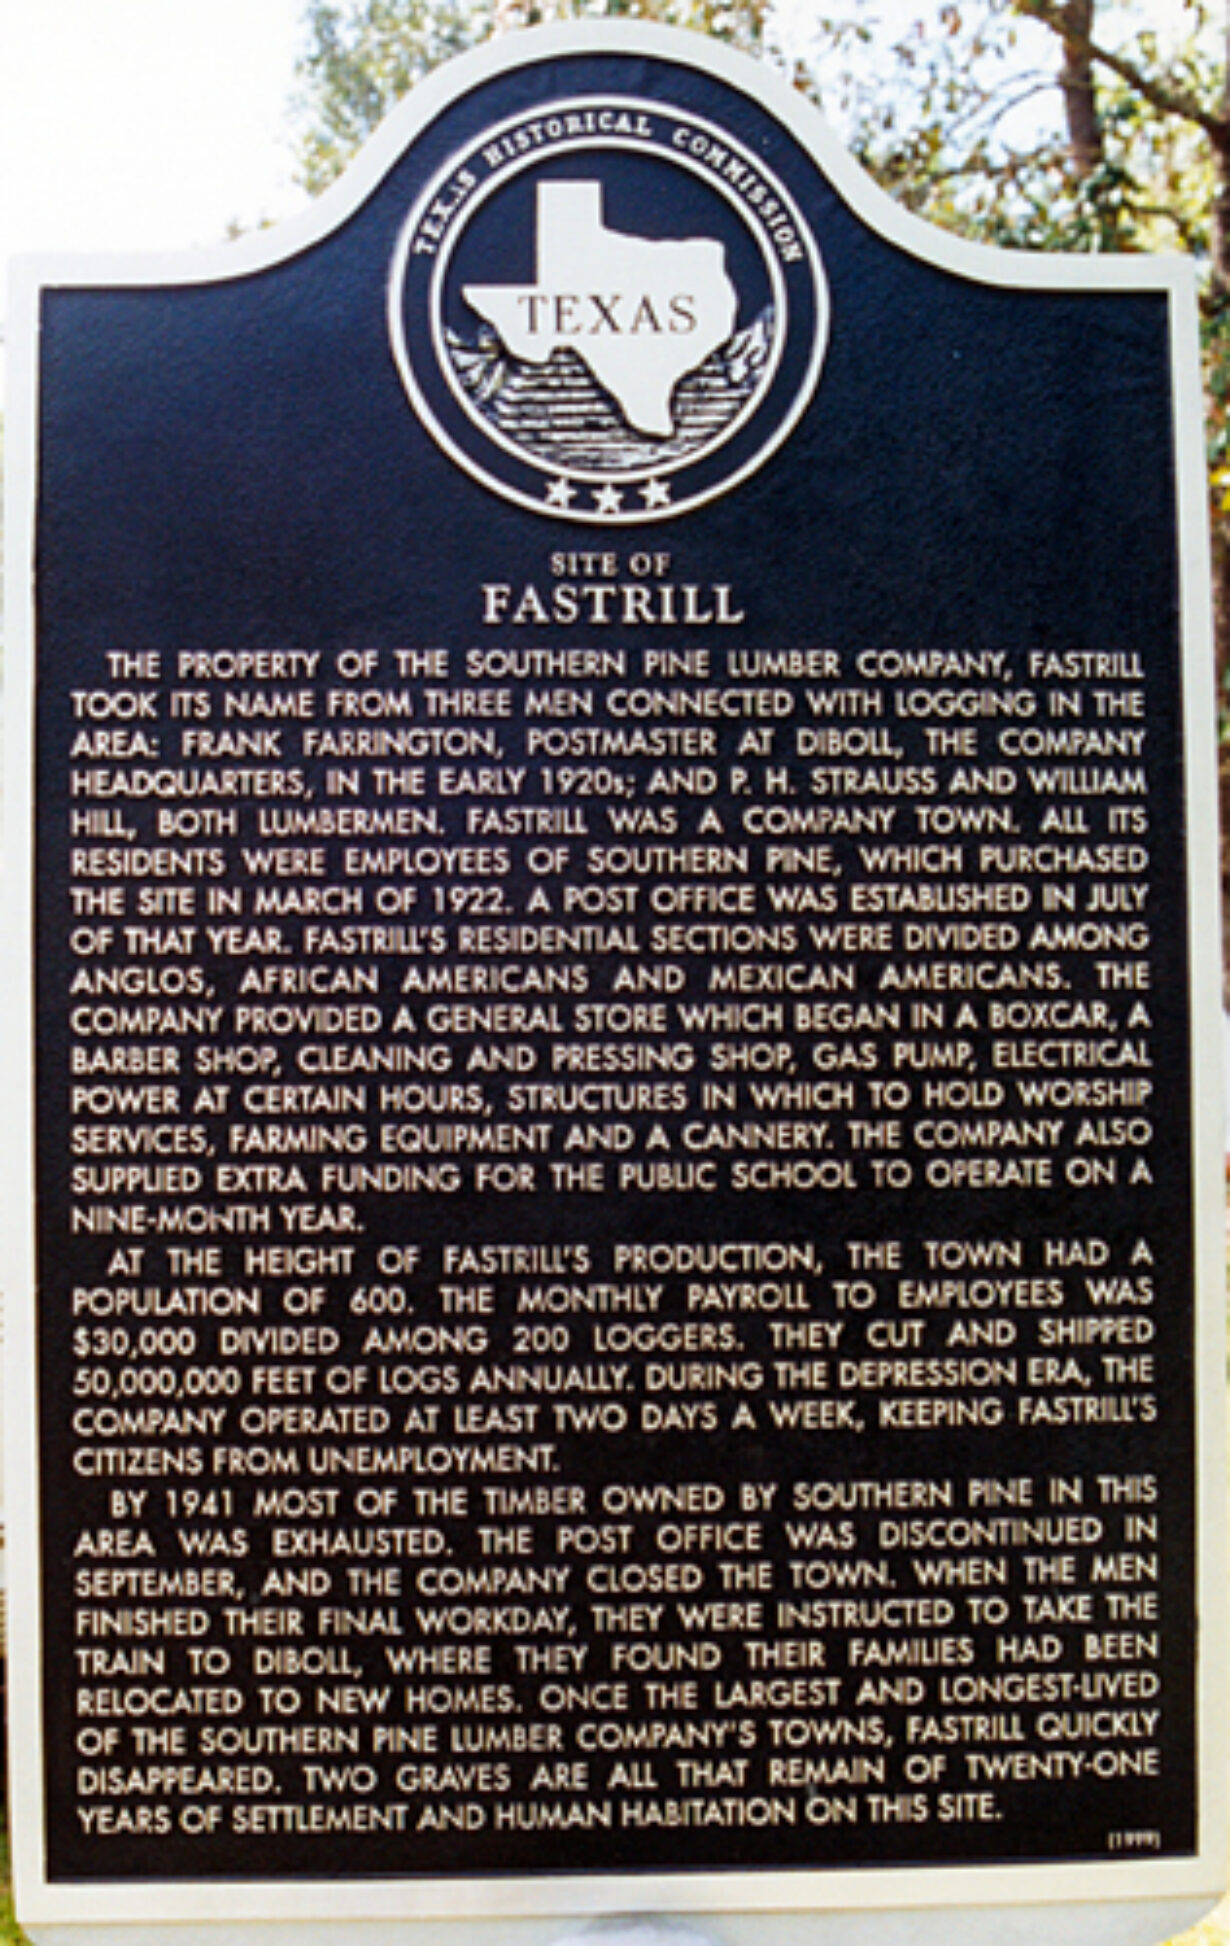 TEXAS HISTORICAL COMMISSION
TEXAS
SITE OF
FASTRILL
THE PROPERTY OF THE SOUTHERN PINE LUMBER COMPANY, FASTRILL
TOOK ITS NAME FROM THREE MEN CONNECTED WITH LOGGING IN THE
AREA: FRANK FARRINGTON, POSTMASTER AT DIBOLL, THE COMPANY
HEADQUARTERS, IN THE EARLY 1920s; AND P. H. STRAUSS AND WILLIAM
HILL, BOTH LUMBERMEN. FASTRILL WAS A COMPANY TOWN. ALL ITS
RESIDENTS WERE EMPLOYEES OF SOUTHERN PINE, WHICH PURCHASED
THE SITE IN MARCH OF 1922. A POST OFFICE WAS ESTABLISHED IN JULY
OF THAT YEAR. FASTRILL'S RESIDENTIAL SECTIONS WERE DIVIDED AMONG
ANGLOS, AFRICAN AMERICANS AND MEXICAN AMERICANS. THE
COMPANY PROVIDED A GENERAL STORE WHICH BEGAN IN A BOXCAR, A
BARBER SHOP, CLEANING AND PRESSING SHOP, GAS PUMP, ELECTRICAL
POWER AT CERTAIN HOURS, STRUCTURES IN WHICH TO HOLD WORSHIP
SERVICES, FARMING EQUIPMENT AND A CANNERY. THE COMPANY ALSO
SUPPLIED EXTRA FUNDING FOR THE PUBLIC SCHOOL TO OPERATE ON A
NINE-MONTH YEAR.
AT THE HEIGHT OF FASTRILL'S PRODUCTION, THE TOWN HAD A
POPULATION OF 600. THE MONTHLY PAYROLL TO EMPLOYEES WAS
$30,000 DIVIDED AMONG 200 LOGGERS. THEY CUT AND SHIPPED
50,000,000 FEET OF LOGS ANNUALLY. DURING THE DEPRESSION ERA, THE
COMPANY OPERATED AT LEAST TWO DAYS A WEEK, KEEPING FASTRILL'S
CITIZENS FROM UNEMPLOYMENT.
BY 1941 MOST OF THE TIMBER OWNED BY SOUTHERN PINE IN THIS
AREA WAS EXHAUSTED. THE POST OFFICE WAS DISCONTINUED IN
SEPTEMBER, AND THE COMPANY CLOSED THE TOWN. WHEN THE MEN
FINISHED THEIR FINAL WORKDAY, THEY WERE INSTRUCTED TO TAKE THE
TRAIN TO DIBOLL, WHERE THEY FOUND THEIR FAMILIES HAD BEEN
RELOCATED TO NEW HOMES. ONCE THE LARGEST AND LONGEST-LIVED
OF THE SOUTHERN PINE LUMBER COMPANY'S TOWNS, FASTRILL QUICKLY
DISAPPEARED. TWO GRAVES ARE ALL THAT REMAIN OF TWENTY-ONE
YEARS OF SETTLEMENT AND HUMAN HABITATION ON THIS SITE.
(1999)